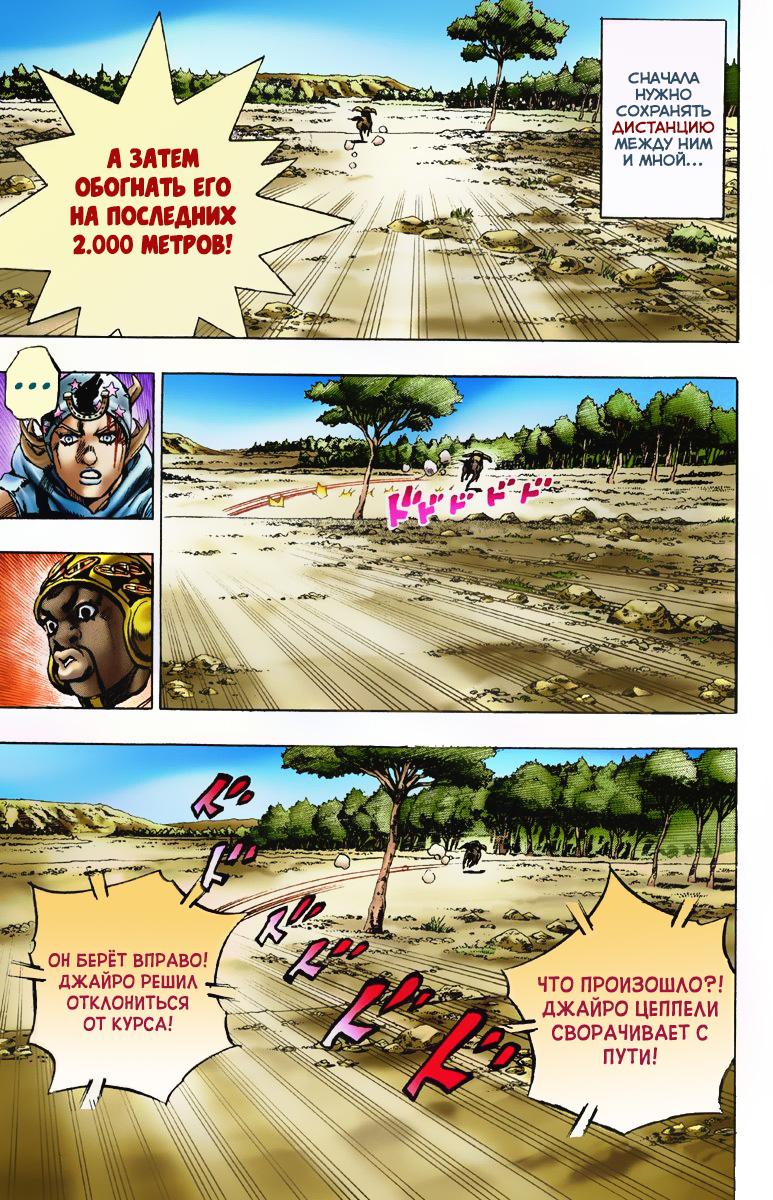 СНАЧАЛА
НУЖНО
СОХРАНЯТЬ
ДИСТАНЦИЮ
МЕЖДУ НИМ
И МНОЙ...
А ЗАТЕМ
ОБОГНАТЬ ЕГО
НА ПОСЛЕДНИХ
2.000 МЕТРОВ!
ドドドドド
...
ドドドドドドド
ЧТО ПРОИЗОШЛО?!
ДЖАЙРО ЦЕППЕЛИ
СВОРАЧИВАЕТ С
ПУТИ!
ОН БЕРЁТ ВПРАВО!
ДЖАЙРО РЕШИЛ
ОТКЛОНИТЬСЯ
ОТ КУРСА!